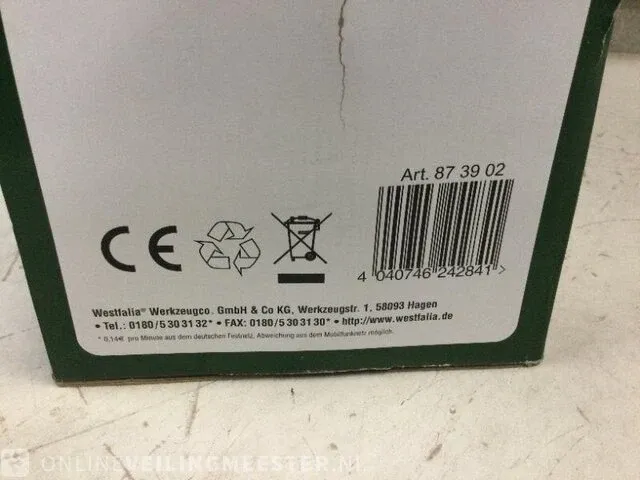 Art. 87 39 02
CE
4 040746 242841 >
Westfalia® Werkzeugco. GmbH & Co KG, Werkzeugstr. 1, 58093 Hagen
• Tel.: 0180/5 30 31 32* • FAX: 0180/5 30 31 30* • http://www.westfalia.de
* 0,14€ pro Minute aus dem deutschen Festnetz, Abweichung aus dem Mobilfunknetz möglich.
ONLINEVEILINGMEESTER.NL